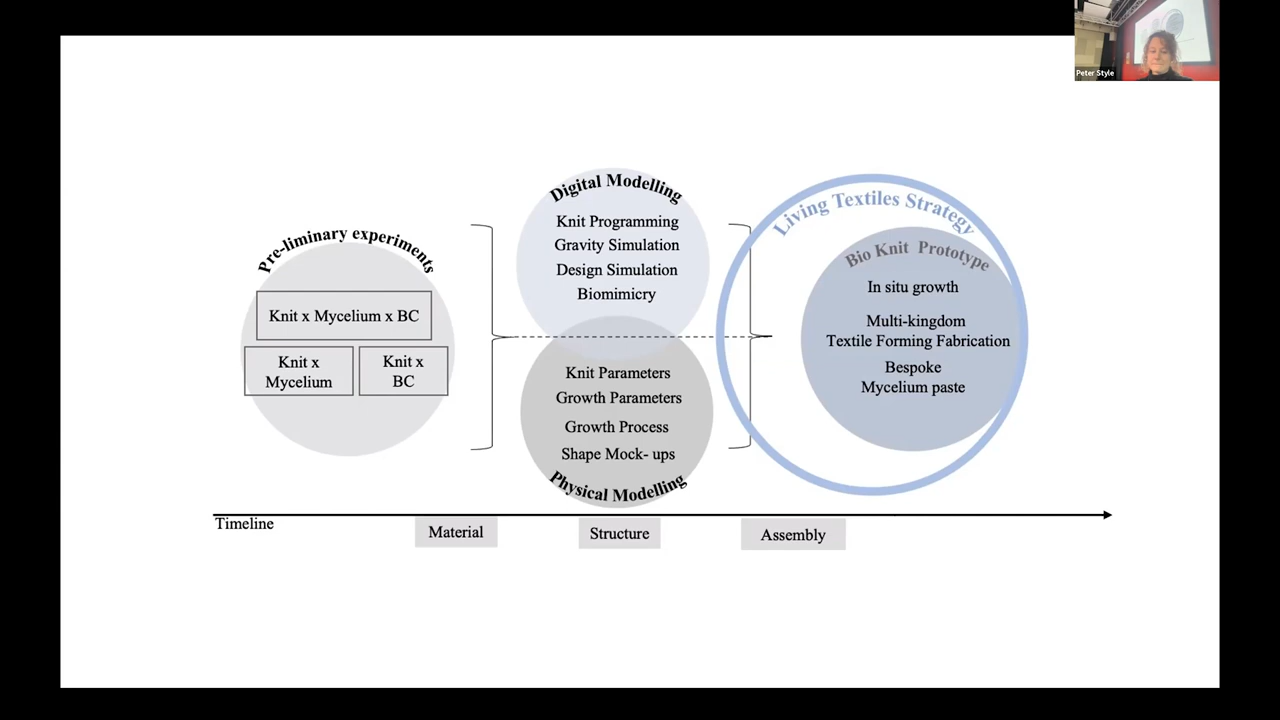 Peter Style
Pre-liminary experiments
Knit x Mycelium x BC
Knit x
Mycelium
Knit x
BC
Digital Modelling
Knit Programming
Gravity Simulation
Design Simulation
Biomimicry
Knit Parameters
Growth Parameters
Growth Process
Shape Mock- ups
Physical Modelling
Living Textiles Strategy
Bio Knit Prototype
In situ growth
Multi-kingdom
Textile Forming Fabrication
Bespoke
Mycelium paste
Timeline
Material
Structure
Assembly